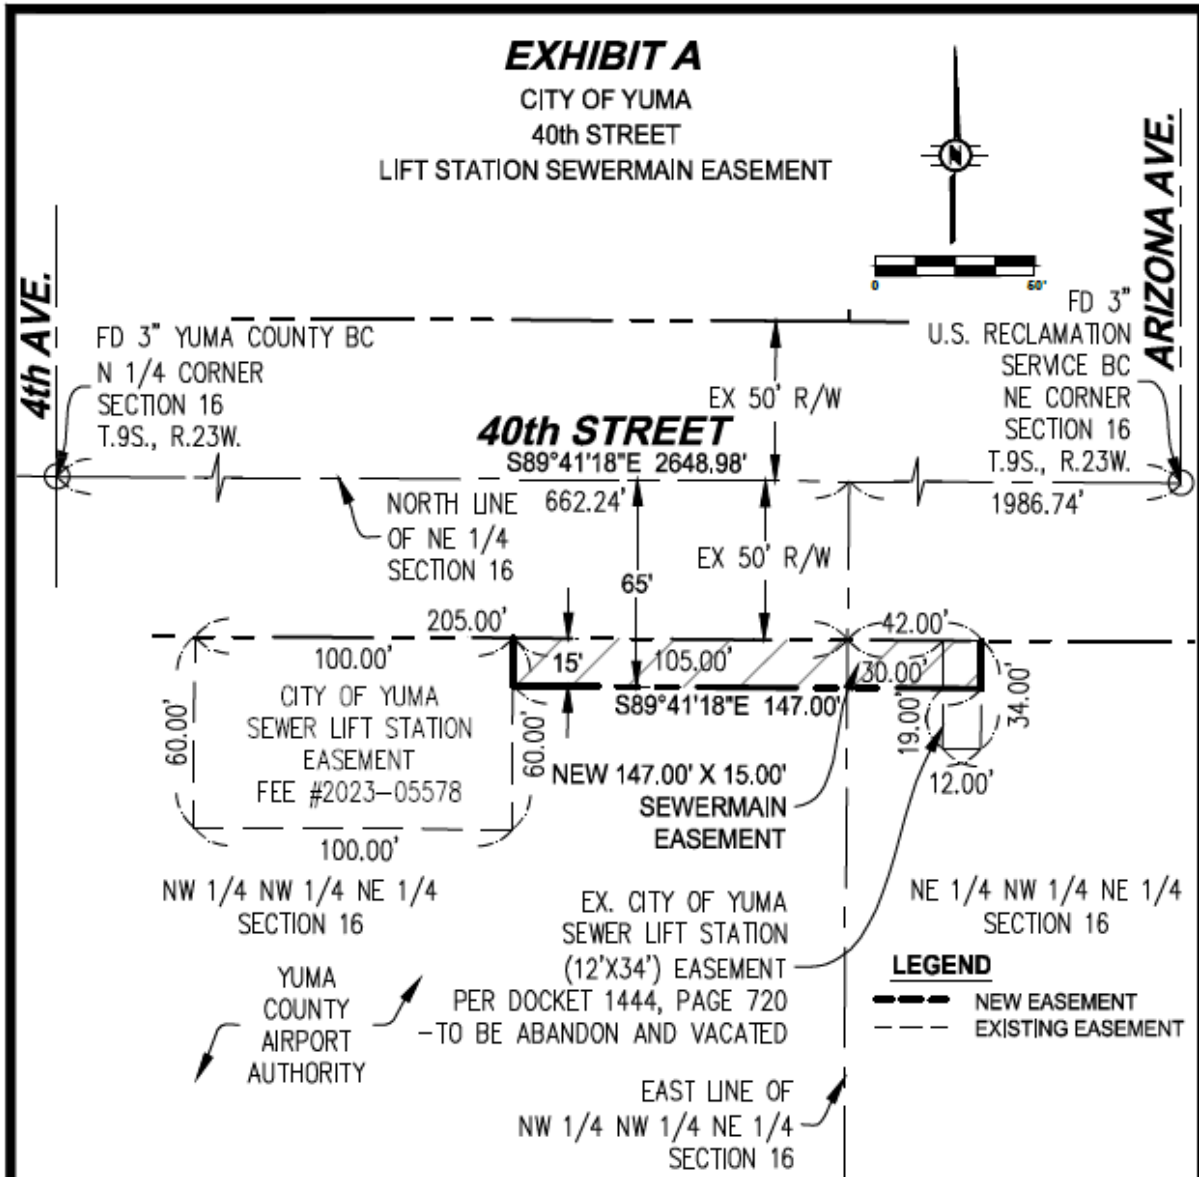 EXHIBIT A
CITY OF YUMA
40th STREET
LIFT STATION SEWERMAIN EASEMENT
N
0 50'
4th AVE.
ARIZONA AVE.
FD 3" YUMA COUNTY BC
N 1/4 CORNER
SECTION 16
T.9S., R.23W.
FD 3"
U.S. RECLAMATION
SERVICE BC
NE CORNER
SECTION 16
T.9S., R.23W.
EX 50' R/W
40th STREET
S89°41'18"E 2648.98'
662.24'
1986.74'
NORTH LINE
OF NE 1/4
SECTION 16
EX 50' R/W
65'
205.00'
42.00'
100.00'
15'
105.00'
30.00'
34.00'
S89°41'18"E 147.00'
CITY OF YUMA
SEWER LIFT STATION
EASEMENT
FEE #2023-05578
60.00'
60.00'
19.00'
12.00'
100.00'
NEW 147.00' X 15.00'
SEWERMAIN
EASEMENT
NW 1/4 NW 1/4 NE 1/4
SECTION 16
EX. CITY OF YUMA
SEWER LIFT STATION
(12'X34') EASEMENT
PER DOCKET 1444, PAGE 720
-TO BE ABANDON AND VACATED
NE 1/4 NW 1/4 NE 1/4
SECTION 16
YUMA
COUNTY
AIRPORT
AUTHORITY
LEGEND
NEW EASEMENT
EXISTING EASEMENT
EAST LINE OF
NW 1/4 NW 1/4 NE 1/4
SECTION 16